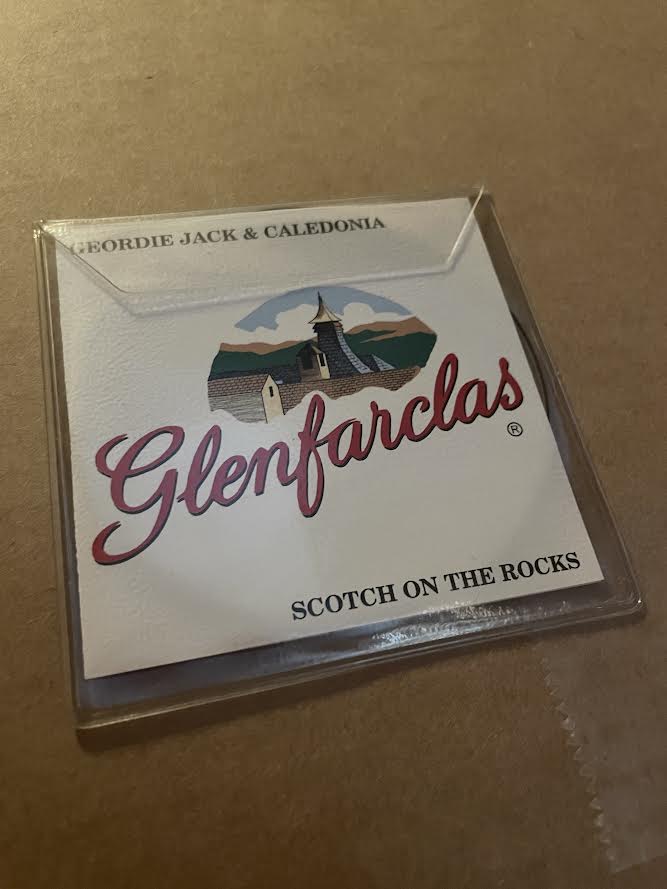 GEORDIE JACK & CALEDONIA
Glenfarclas
®
SCOTCH ON THE ROCKS